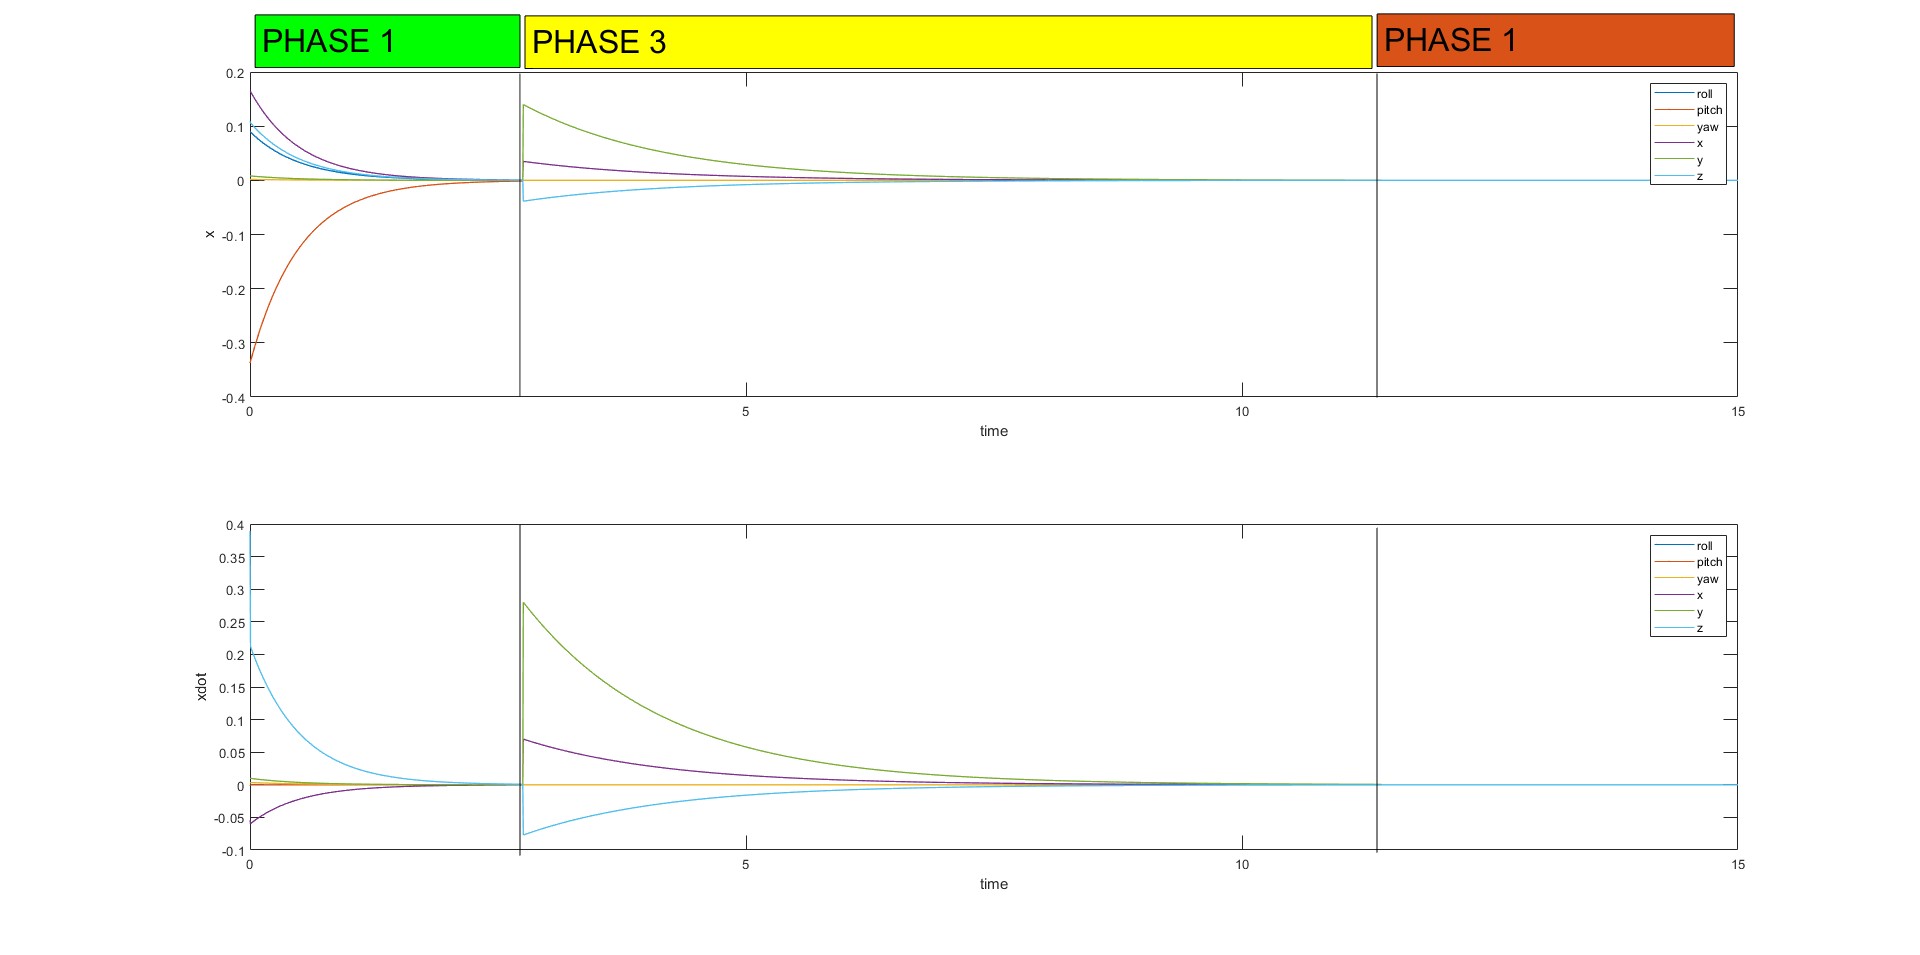 PHASE 1 PHASE 3 PHASE 1
0.2
0.1
0
-0.1
-0.2
-0.3
-0.4
x
0 5 10 15
time
roll
pitch
yaw
x
y
z
0.4
0.35
0.3
0.25
0.2
0.15
0.1
0.05
0
-0.05
-0.1
xdot
0 5 10 15
time
roll
pitch
yaw
x
y
z